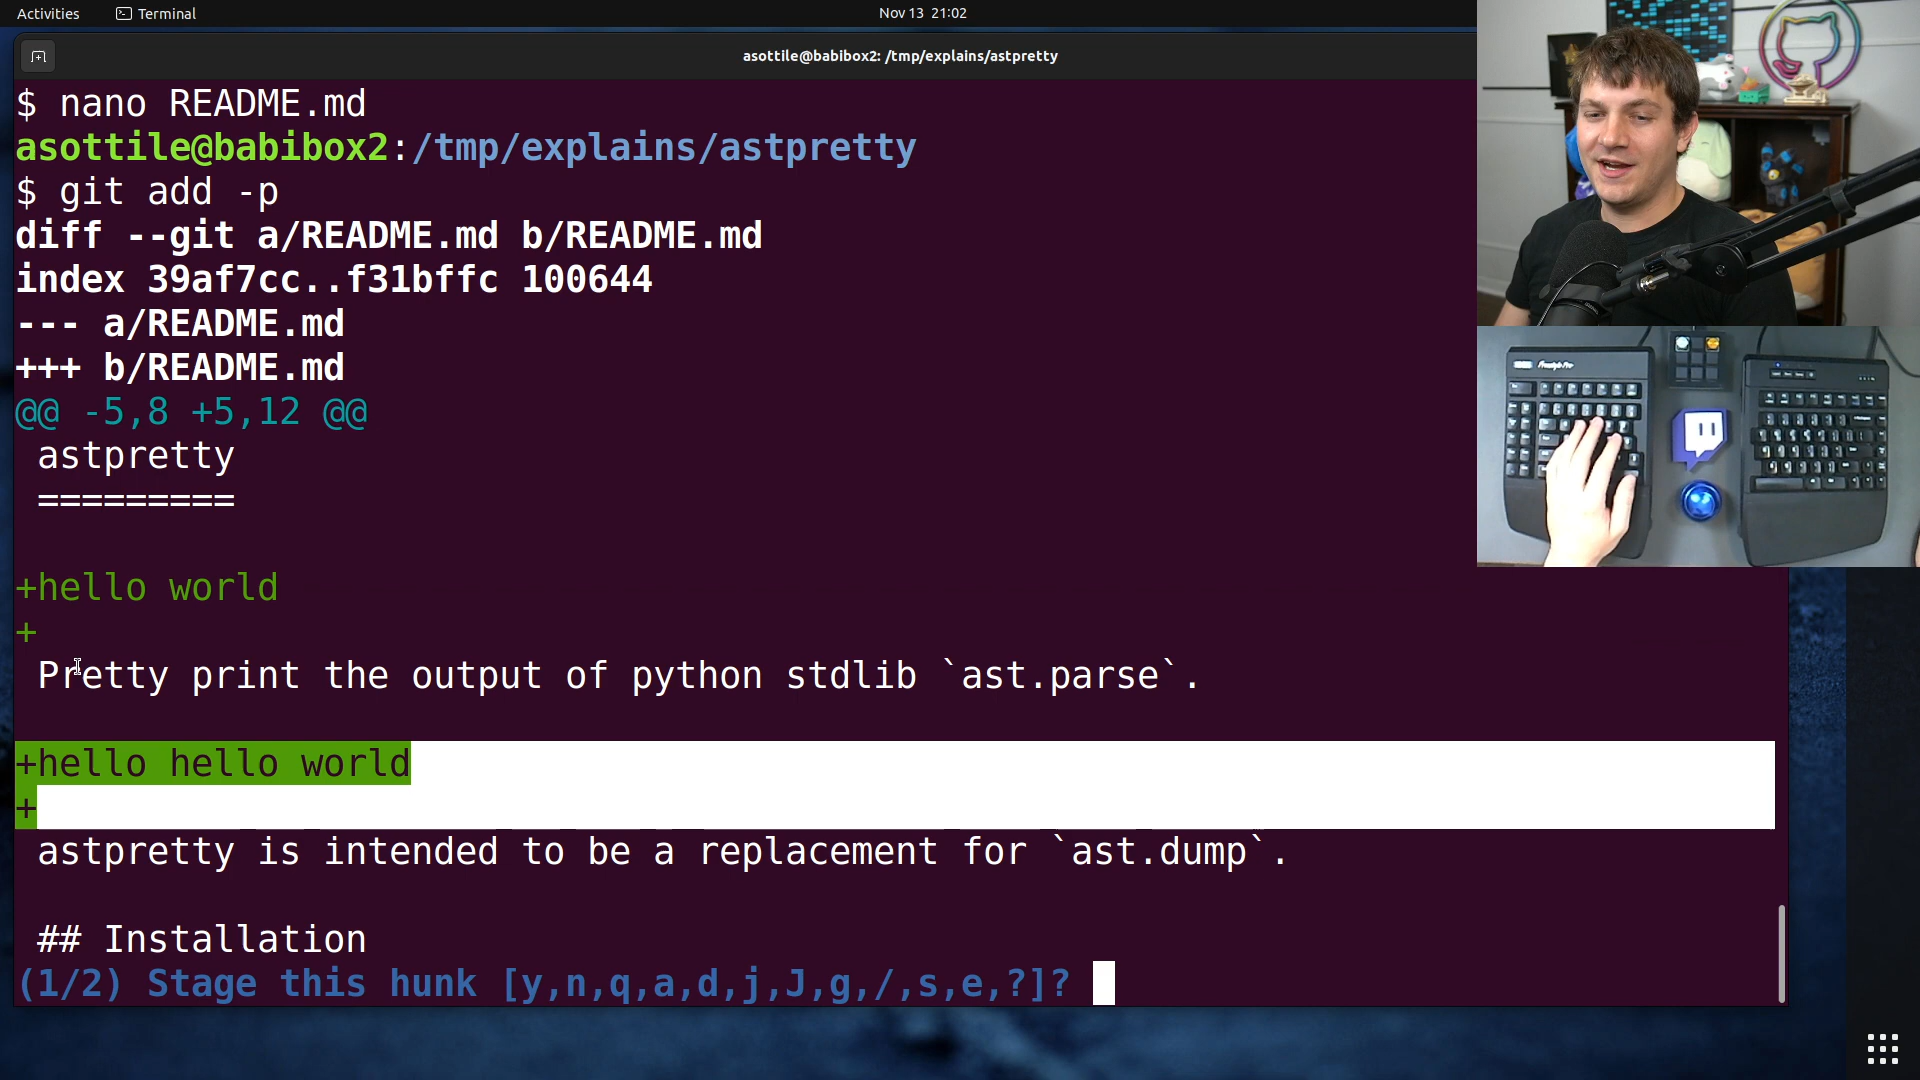 Activities
Terminal
Nov 13 21:02
asottile@babibox2: /tmp/explains/astpretty
$ nano README.md
asottile@babibox2:/tmp/explains/astpretty
$ git add -p
diff --git a/README.md b/README.md
index 39af7cc..f31bffc 100644
--- a/README.md
+++ b/README.md
@@ -5,8 +5,12 @@
 astpretty
 =========
+hello world
+
 Pretty print the output of python stdlib `ast.parse`.
+hello hello world
+
 astpretty is intended to be a replacement for `ast.dump`.
 ## Installation
(1/2) Stage this hunk [y,n,q,a,d,j,J,g,/,s,e,?]?
Freestyle Pro